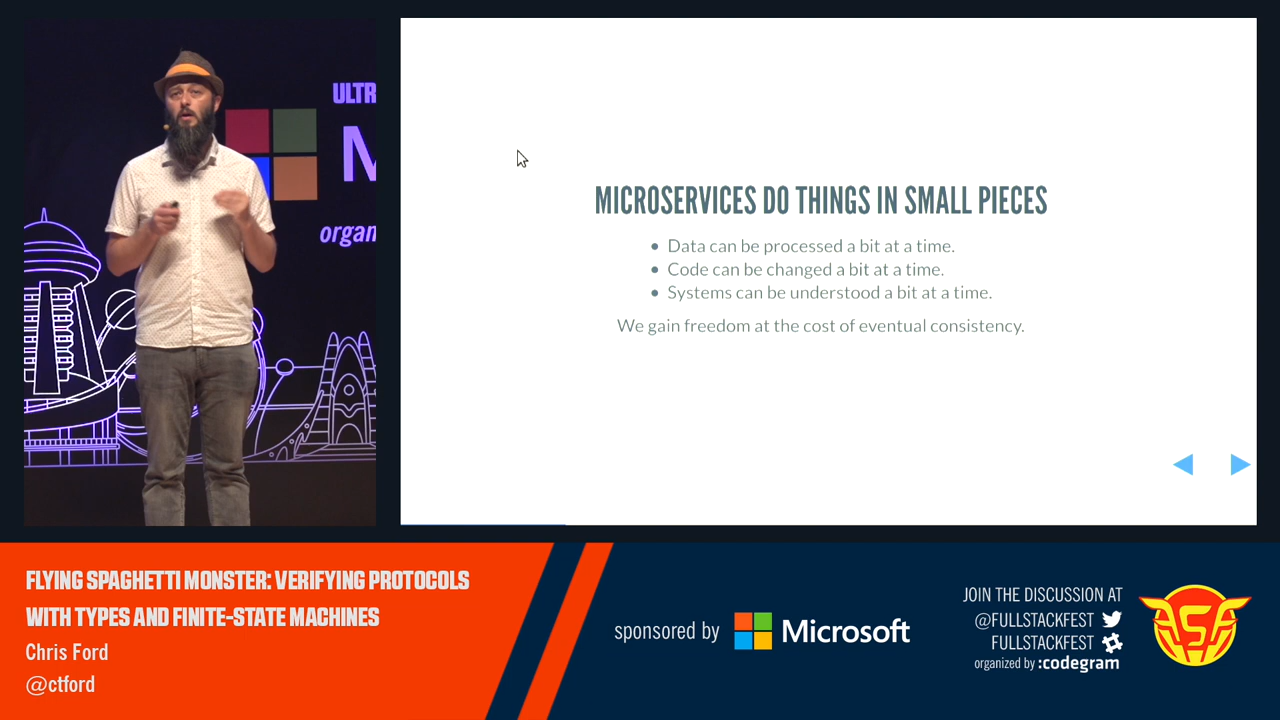 ULTR
M
organ
MICROSERVICES DO THINGS IN SMALL PIECES
• Data can be processed a bit at a time.
• Code can be changed a bit at a time.
• Systems can be understood a bit at a time.
We gain freedom at the cost of eventual consistency.
FLYING SPAGHETTI MONSTER: VERIFYING PROTOCOLS
WITH TYPES AND FINITE-STATE MACHINES
Chris Ford
@ctford
sponsored by Microsoft
JOIN THE DISCUSSION AT
@FULLSTACKFEST
FULLSTACKFEST
organized by :codegram
FSF